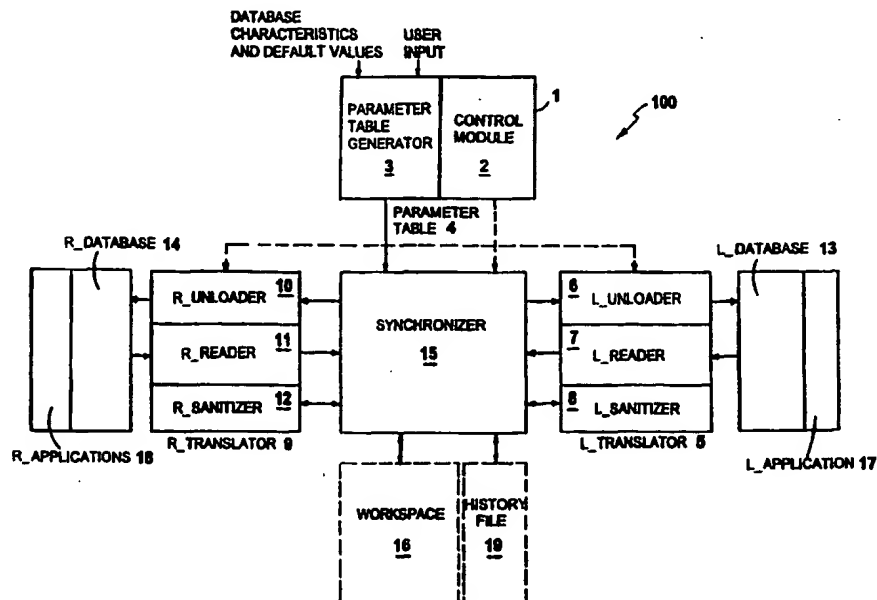 DATABASE
CHARACTERISTICS
AND DEFAULT VALUES
USER
INPUT
1
100
PARAMETER
TABLE
GENERATOR
3
CONTROL
MODULE
2
PARAMETER
TABLE 4
R_DATABASE 14
L_DATABASE 13
R_UNLOADER 10
R_READER 11
R_SANITIZER 12
SYNCHRONIZER
15
6 L_UNLOADER
7 L_READER
8 L_SANITIZER
R_APPLICATIONS 18
R_TRANSLATOR 9
L_TRANSLATOR 5
L_APPLICATION 17
WORKSPACE
16
HISTORY
FILE
19